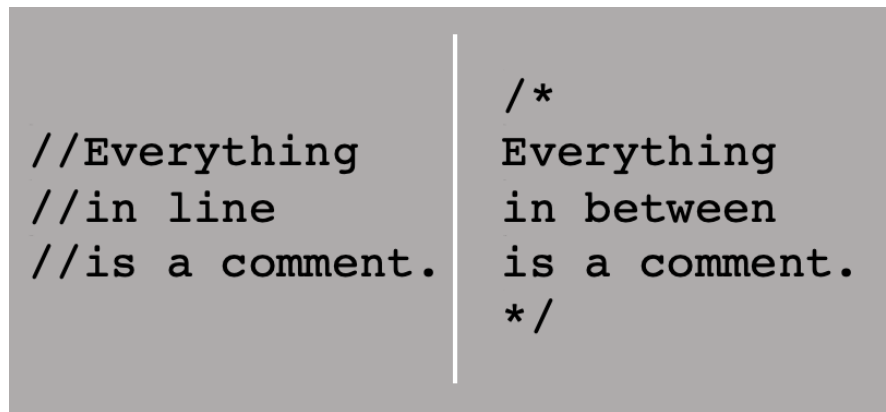 //Everything
//in line
//is a comment.
/*
Everything
in between
is a comment.
*/